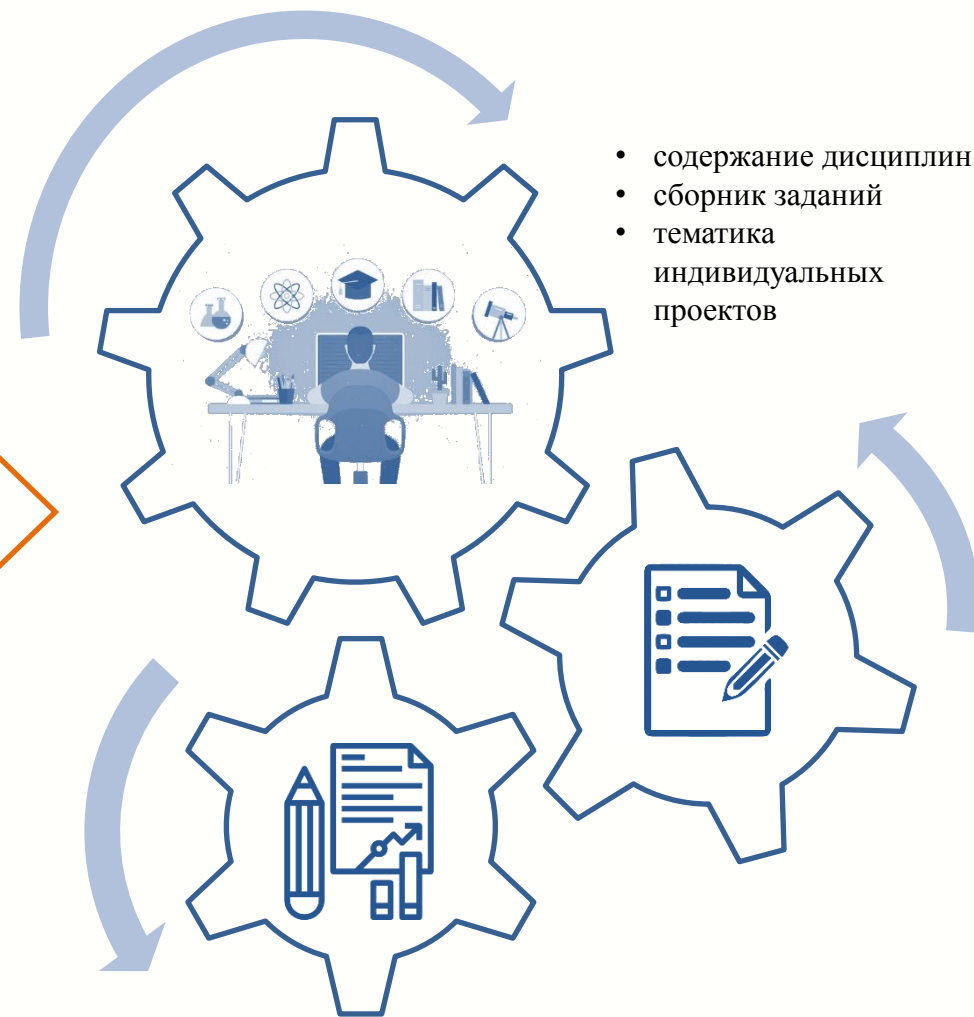 • содержание дисциплин
• сборник заданий
• тематика
индивидуальных
проектов